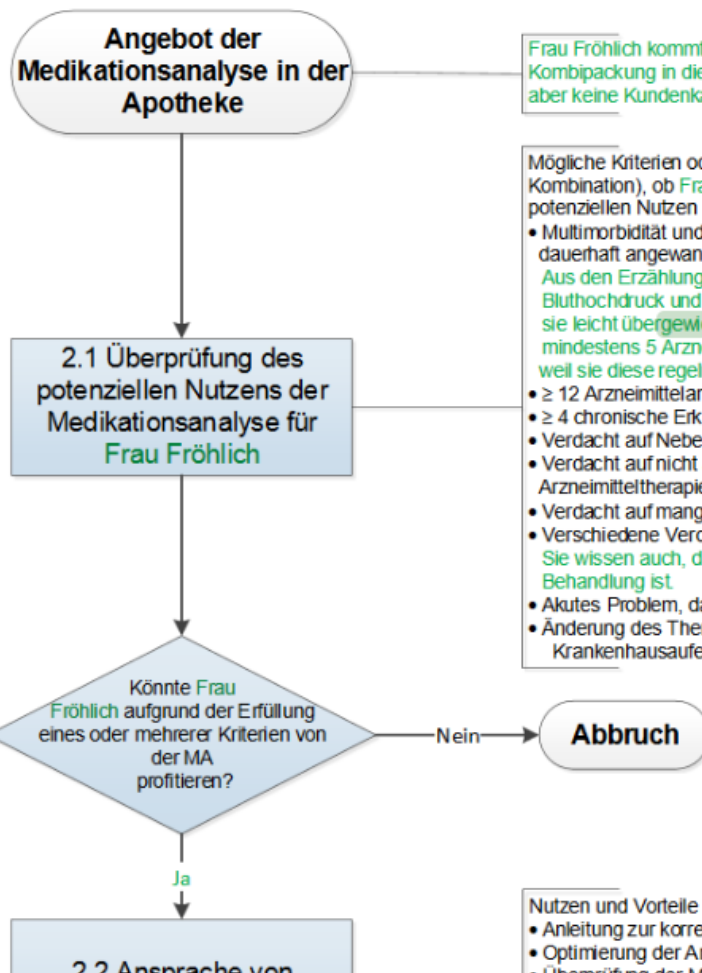 Angebot der
Medikationsanalyse in der
Apotheke
Frau Fröhlich kommt
Kombipackung in die
aber keine Kundenka
Mögliche Kriterien od
Kombination), ob Fra
potenziellen Nutzen
• Multimorbidität und
dauerhaft angewan
Aus den Erzählung
Bluthochdruck und
sie leicht übergewi
mindestens 5 Arzn
weil sie diese regel
• ≥ 12 Arzneimittelan
• ≥ 4 chronische Erk
• Verdacht auf Nebe
• Verdacht auf nicht
Arzneimitteltherapie
• Verdacht auf mang
• Verschiedene Vero
Sie wissen auch, d
Behandlung ist.
• Akutes Problem, da
• Änderung des Ther
Krankenhausaufe
2.1 Überprüfung des
potenziellen Nutzens der
Medikationsanalyse für
Frau Fröhlich
Könnte Frau
Fröhlich aufgrund der Erfüllung
eines oder mehrerer Kriterien von
der MA
profitieren?
Nein
Abbruch
Ja
2.2 Ansprache von
Nutzen und Vorteile
• Anleitung zur korre
• Optimierung der Ar
• Überprüfung der M